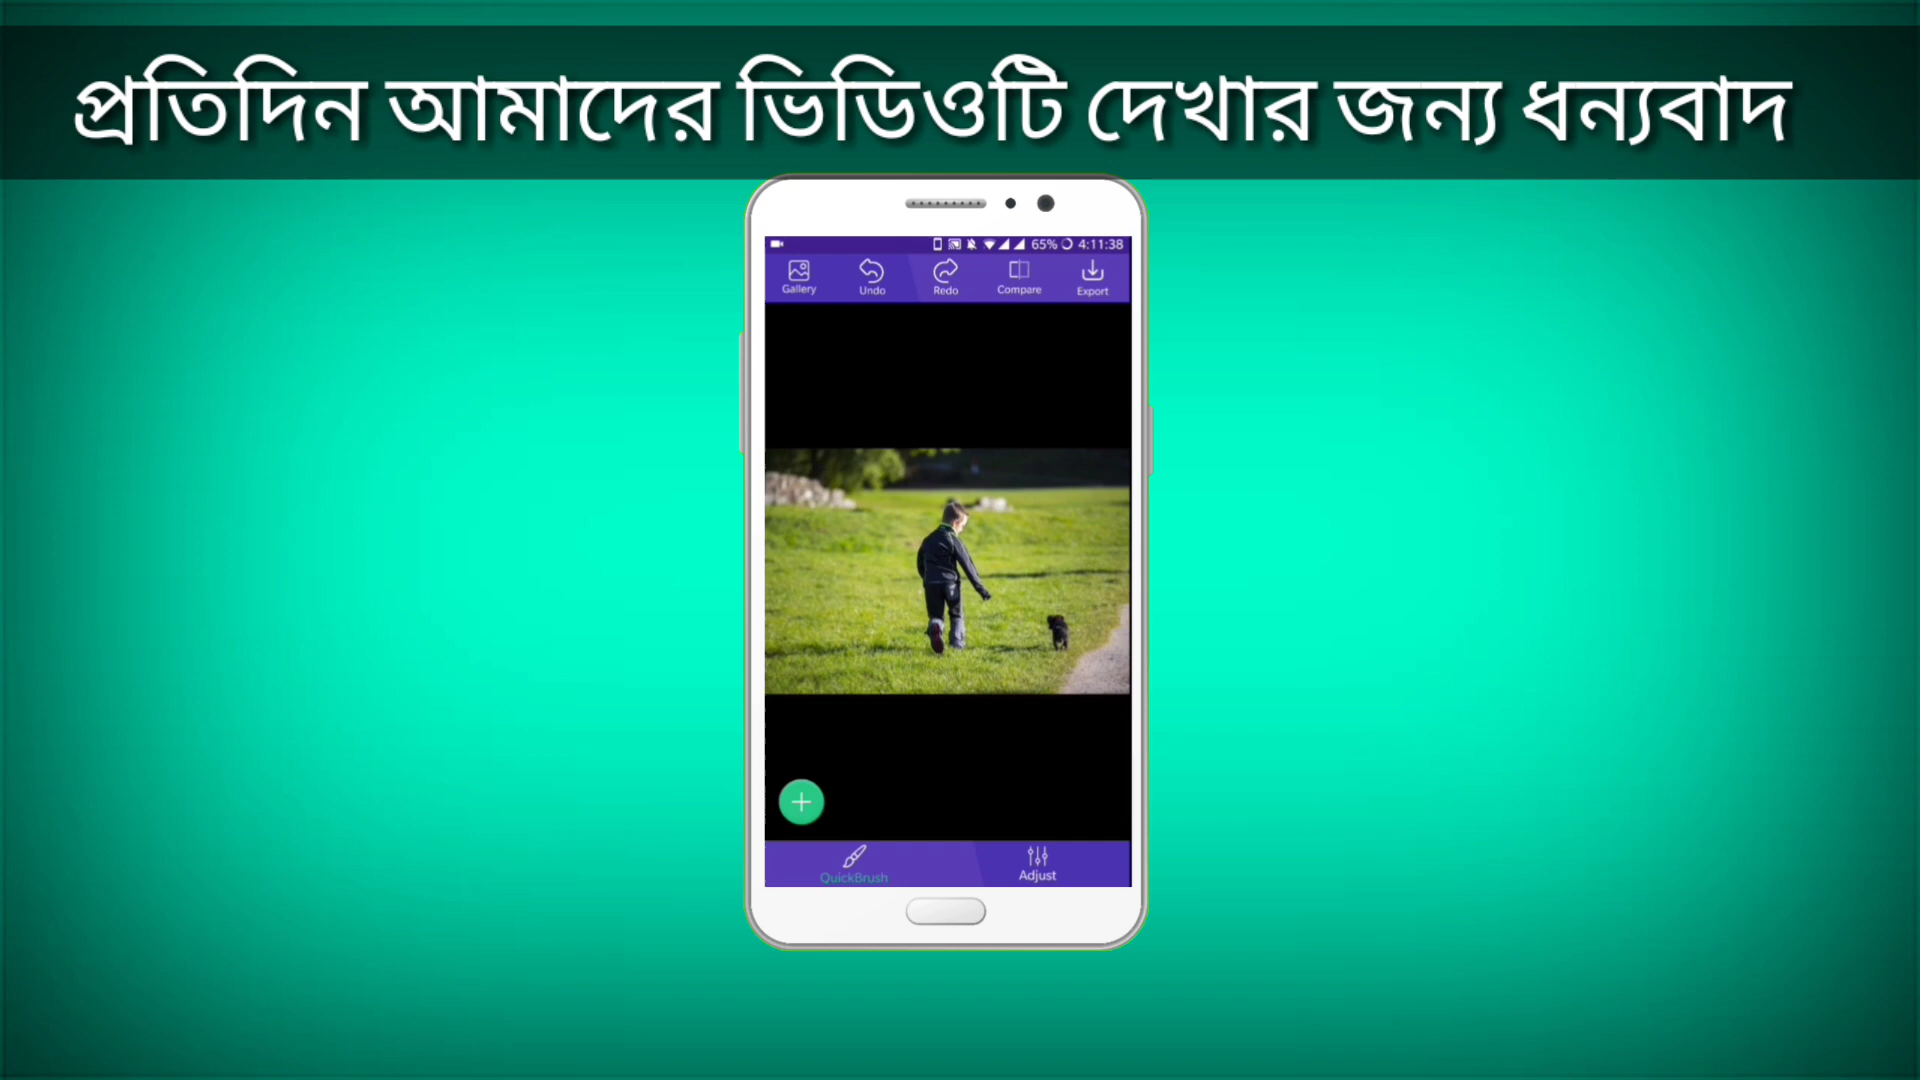 প্রতিদিন আমাদের ভিডিওটি দেখার জন্য ধন্যবাদ
65% 4:11:38
Gallery Undo Redo Compare Export
QuickBrush Adjust